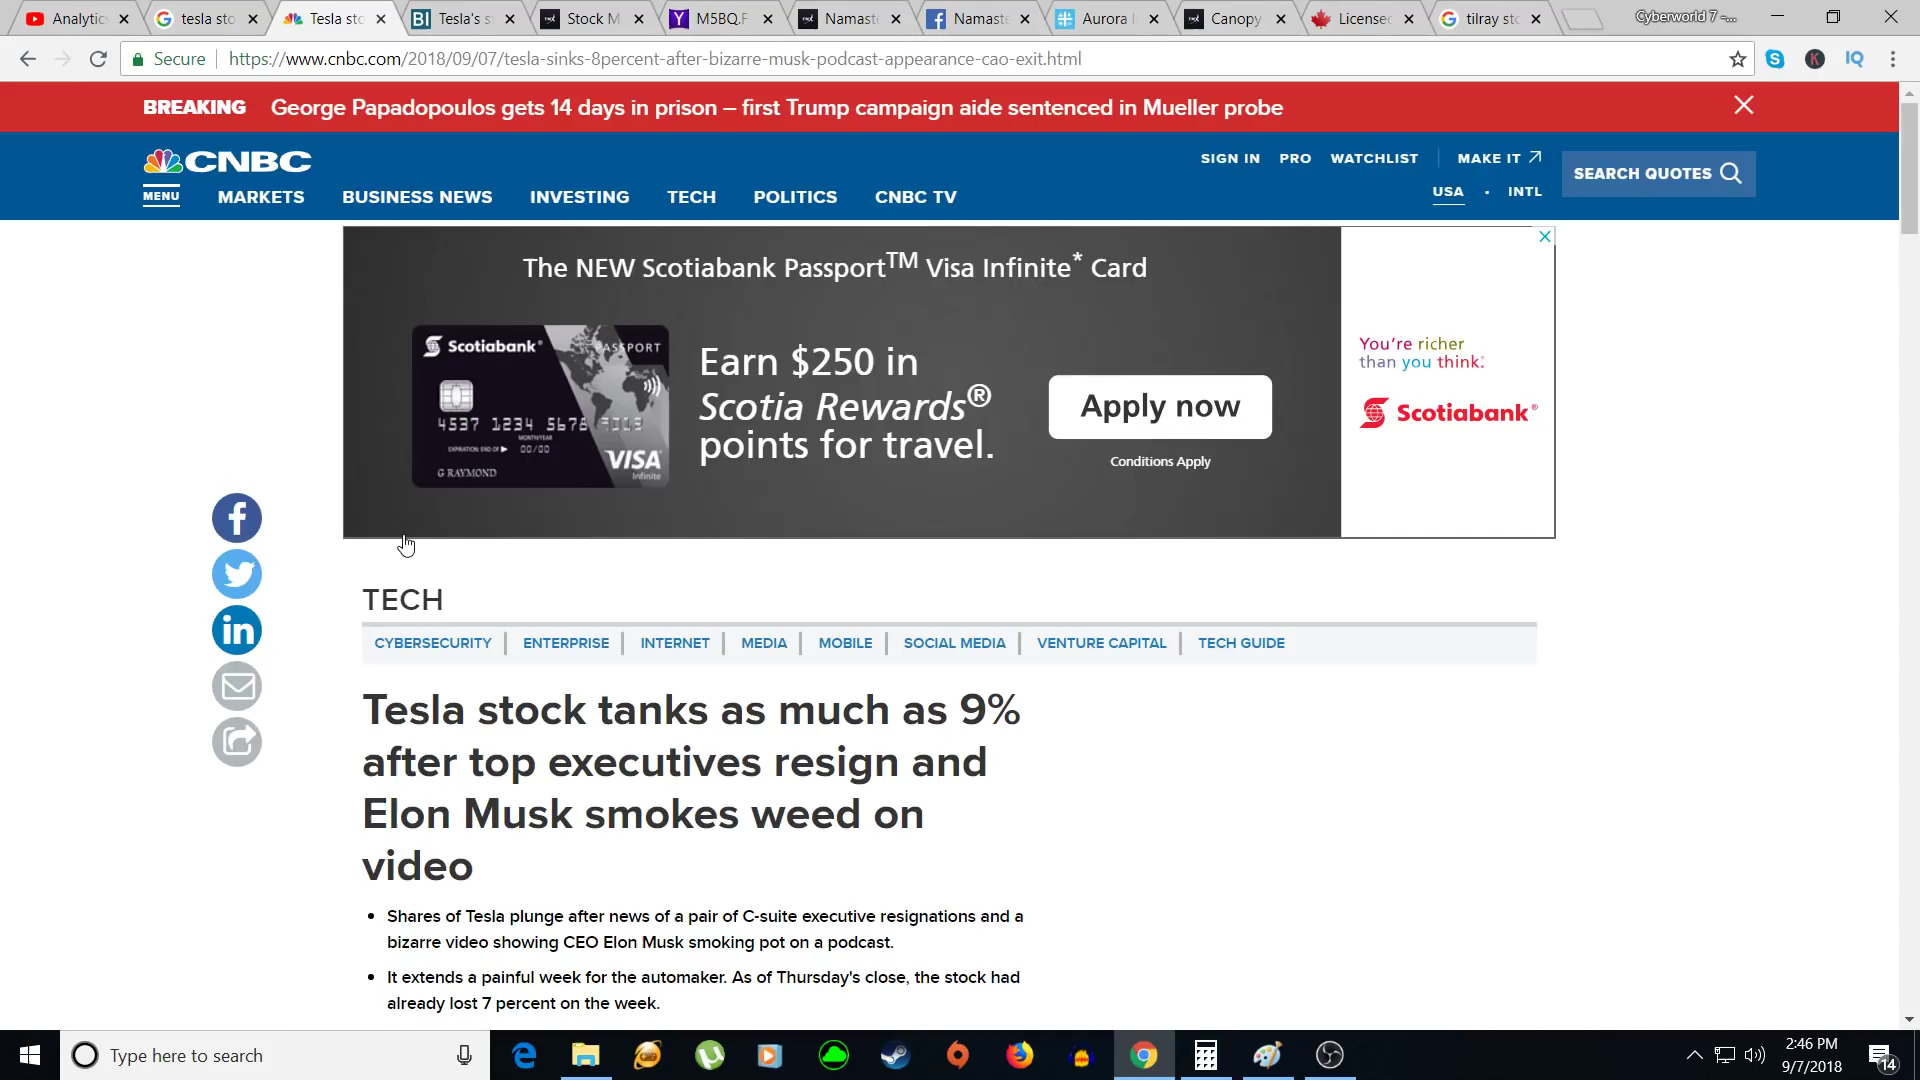 Analytic
tesla sto
Tesla sto
Tesla's s
Stock M
M5BQ.F
Namaste
Namaste
Aurora
Canopy
License
tilray sto
Cyberworld 7 -...
Secure
https://www.cnbc.com/2018/09/07/tesla-sinks-8percent-after-bizarre-musk-podcast-appearance-cao-exit.html
BREAKING George Papadopoulos gets 14 days in prison – first Trump campaign aide sentenced in Mueller probe
CNBC
SIGN IN PRO WATCHLIST MAKE IT
SEARCH QUOTES
USA • INTL
MENU MARKETS BUSINESS NEWS INVESTING TECH POLITICS CNBC TV
The NEW Scotiabank Passport™ Visa Infinite* Card
Scotiabank® PASSPORT
4537 1234 5678 9013
MONTH/YEAR
EXPIRATION: END OF ▶ 00/00
G RAYMOND
VISA
Infinite
Earn $250 in
Scotia Rewards®
points for travel.
Apply now
Conditions Apply
You're richer
than you think.®
Scotiabank®
TECH
CYBERSECURITY ENTERPRISE INTERNET MEDIA MOBILE SOCIAL MEDIA VENTURE CAPITAL TECH GUIDE
Tesla stock tanks as much as 9%
after top executives resign and
Elon Musk smokes weed on
video
• Shares of Tesla plunge after news of a pair of C-suite executive resignations and a
bizarre video showing CEO Elon Musk smoking pot on a podcast.
• It extends a painful week for the automaker. As of Thursday's close, the stock had
already lost 7 percent on the week.
Type here to search
2:46 PM
9/7/2018
14